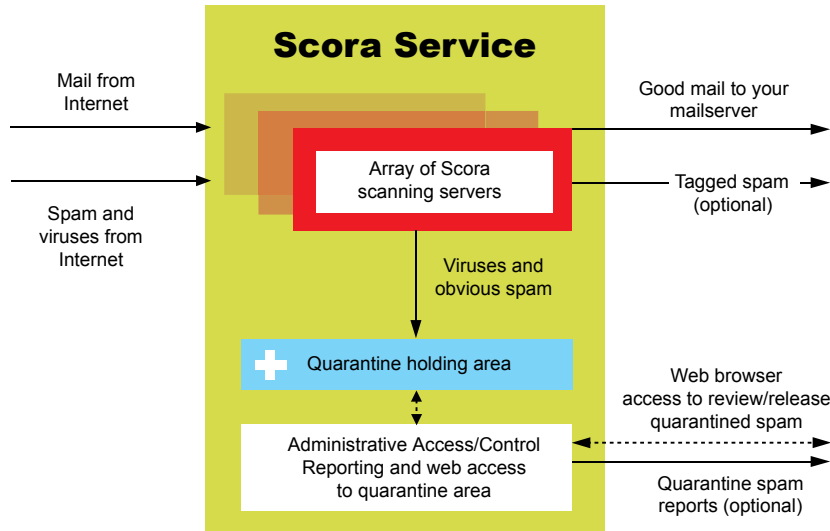 Scora Service
Mail from
Internet
Good mail to your
mailserver
Array of Scora
scanning servers
Tagged spam
(optional)
Spam and
viruses from
Internet
Viruses and
obvious spam
Quarantine holding area
Web browser
access to review/release
quarantined spam
Administrative Access/Control
Reporting and web access
to quarantine area
Quarantine spam
reports (optional)